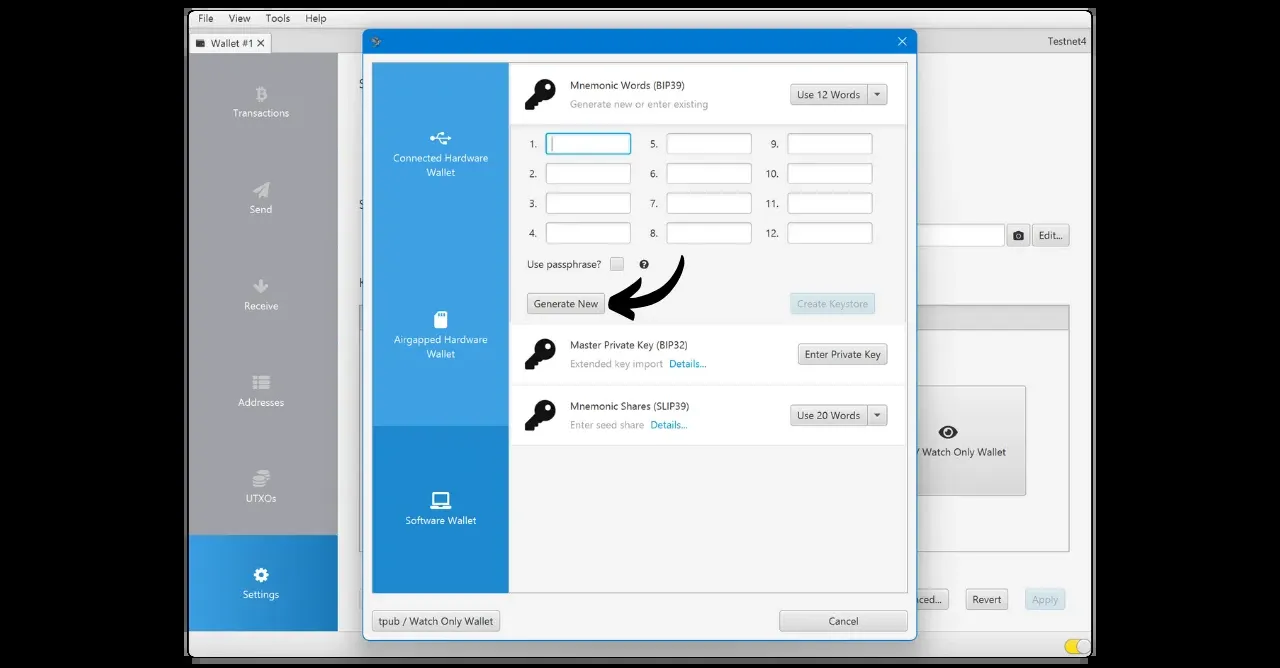 File View Tools Help
Wallet #1
Testnet4
Transactions
Send
Receive
Addresses
UTXOs
Settings
Connected Hardware
Wallet
Airgapped Hardware
Wallet
Software Wallet
Mnemonic Words (BIP39)
Generate new or enter existing
Use 12 Words
1. 5. 9.
2. 6. 10.
3. 7. 11.
4. 8. 12.
Use passphrase?
Generate New
Create Keystore
Master Private Key (BIP32)
Extended key import Details...
Enter Private Key
Mnemonic Shares (SLIP39)
Enter seed share Details...
Use 20 Words
tpub / Watch Only Wallet
Cancel
Edit...
/ Watch Only Wallet
Revert
Apply